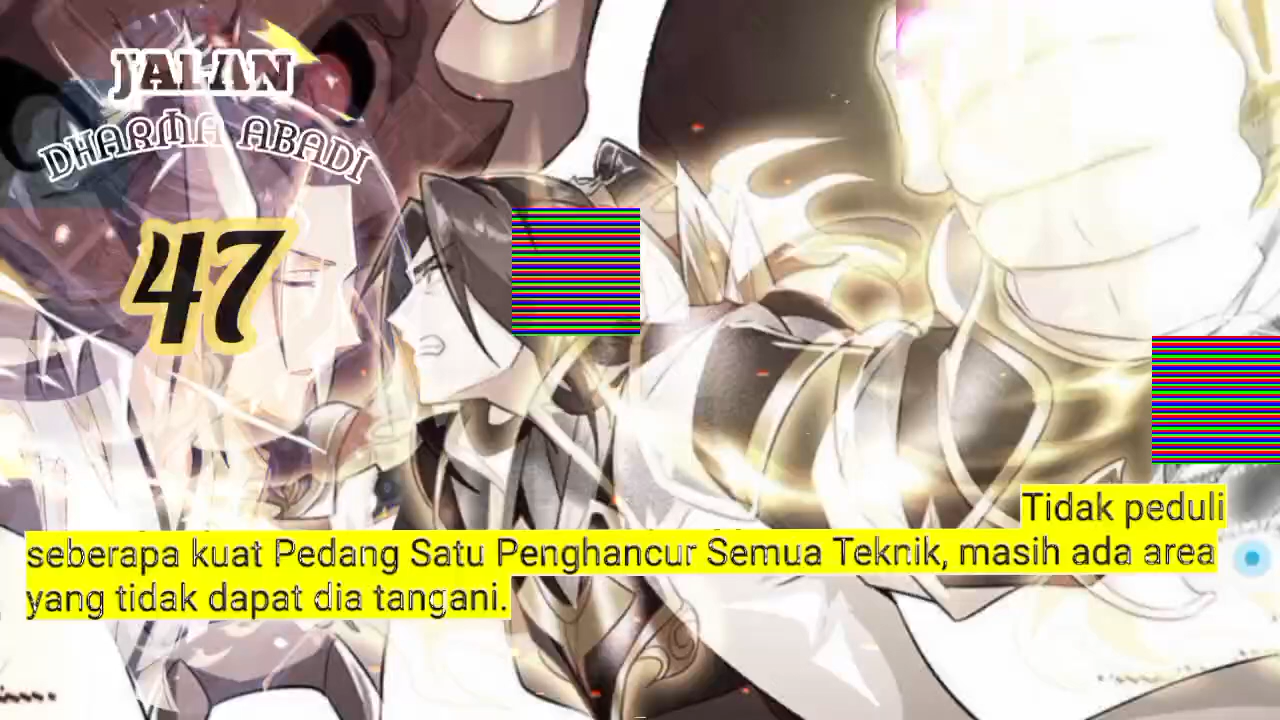 JALAN
DHARMA ABADI
47
Tidak peduli
seberapa kuat Pedang Satu Penghancur Semua Teknik, masih ada area
yang tidak dapat dia tangani.